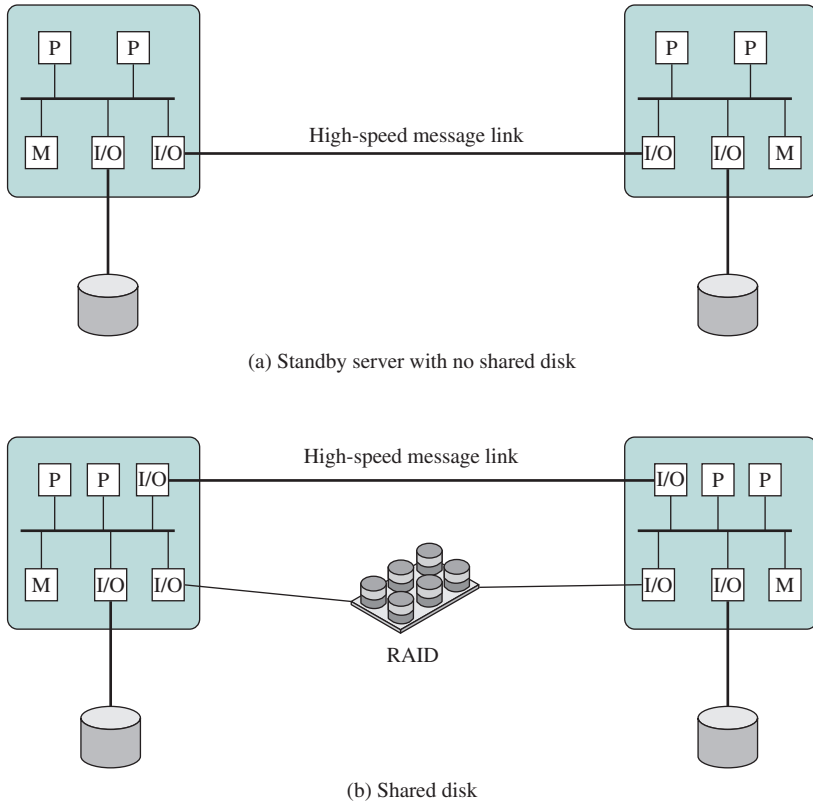 P P P P
High-speed message link
M I/O I/O I/O I/O M
(a) Standby server with no shared disk
High-speed message link
P P I/O I/O P P
M I/O I/O I/O I/O M
RAID
(b) Shared disk